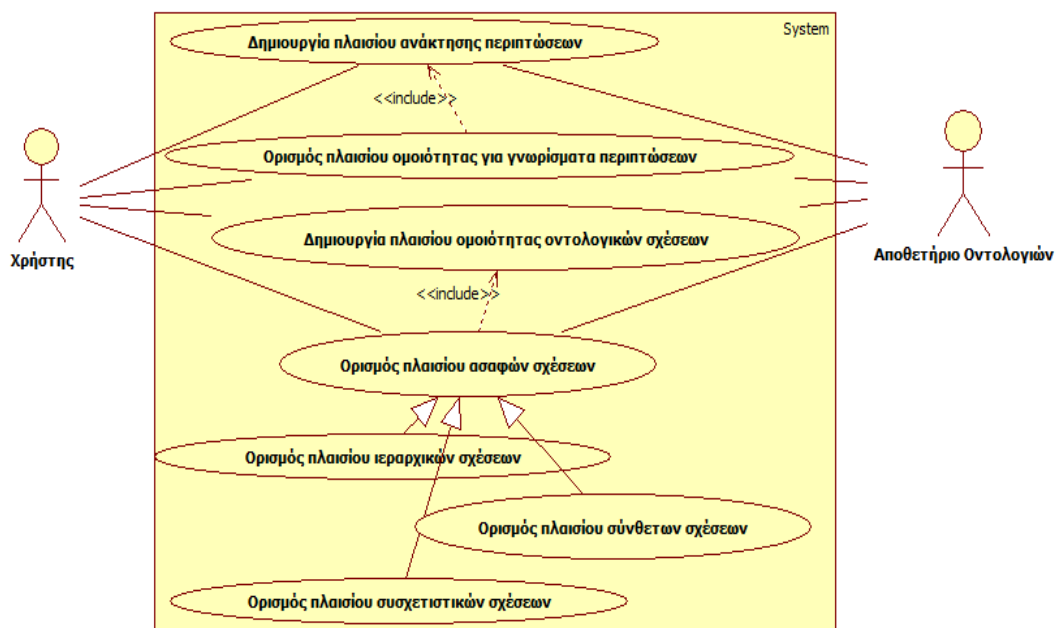 System
Δημιουργία πλαισίου ανάκτησης περιπτώσεων
<<include>>
Ορισμός πλαισίου ομοιότητας για γνωρίσματα περιπτώσεων
Δημιουργία πλαισίου ομοιότητας οντολογικών σχέσεων
Χρήστης
Αποθετήριο Οντολογιών
<<include>>
Ορισμός πλαισίου ασαφών σχέσεων
Ορισμός πλαισίου ιεραρχικών σχέσεων
Ορισμός πλαισίου σύνθετων σχέσεων
Ορισμός πλαισίου συσχετιστικών σχέσεων